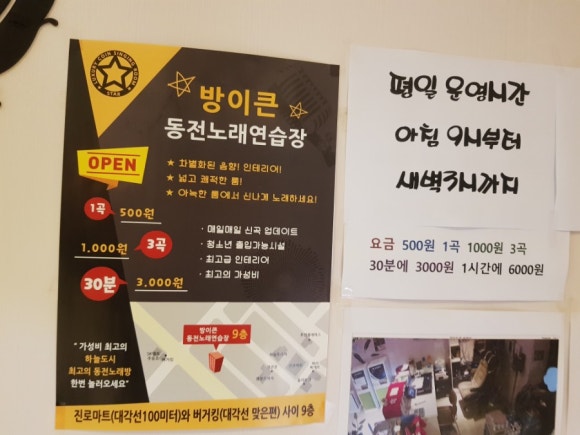 방이큰
동전노래연습장
OPEN
★ 차별화된 음향! 인테리어!
★ 넓고 쾌적한 룸!
★ 아늑한 룸에서 신나게 노래하세요!
1곡 500원
1,000원 3곡
30분 3,000원
· 매일매일 신곡 업데이트
· 청소년 출입가능시설
· 최고급 인테리어
· 최고의 가성비
방이큰
동전노래연습장 9층
" 가성비 최고의
하늘도시
최고의 동전노래방
한번 눌러오세요"
진로마트(대각선100미터)와 버거킹(대각선 맞은편) 사이 9층
평일 운영시간
아침 9시부터
새벽3시까지
요금 500원 1곡 1000원 3곡
30분에 3000원 1시간에 6000원